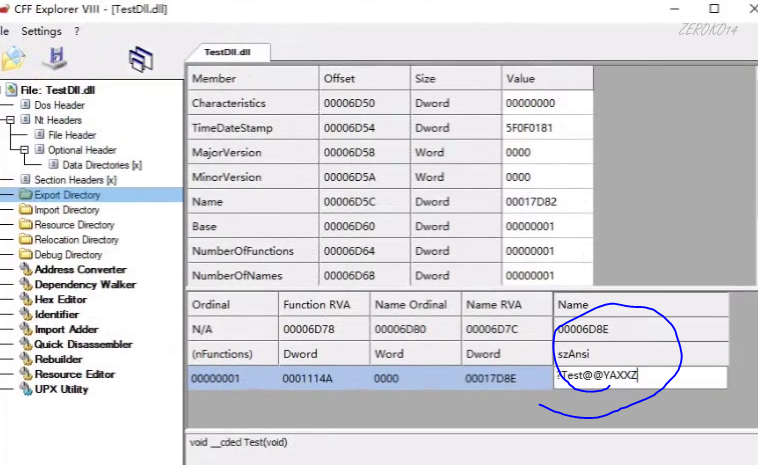 CFF Explorer VIII - [TestDll.dll]
Settings ?
ZEROKO14
TestDll.dll
File: TestDll.dll
Dos Header
Nt Headers
File Header
Optional Header
Data Directories [x]
Section Headers [x]
Export Directory
Import Directory
Resource Directory
Relocation Directory
Debug Directory
Address Converter
Dependency Walker
Hex Editor
Identifier
Import Adder
Quick Disassembler
Rebuilder
Resource Editor
UPX Utility
Member Offset Size Value
Characteristics 00006D50 Dword 00000000
TimeDateStamp 00006D54 Dword 5F0F0181
MajorVersion 00006D58 Word 0000
MinorVersion 00006D5A Word 0000
Name 00006D5C Dword 00017D82
Base 00006D60 Dword 00000001
NumberOfFunctions 00006D64 Dword 00000001
NumberOfNames 00006D68 Dword 00000001
Ordinal Function RVA Name Ordinal Name RVA Name
N/A 00006D78 00006D80 00006D7C 00006D8E
(nFunctions) Dword Word Dword szAnsi
00000001 0001114A 0000 00017D8E ?Test@@YAXXZ
void __cded Test(void)